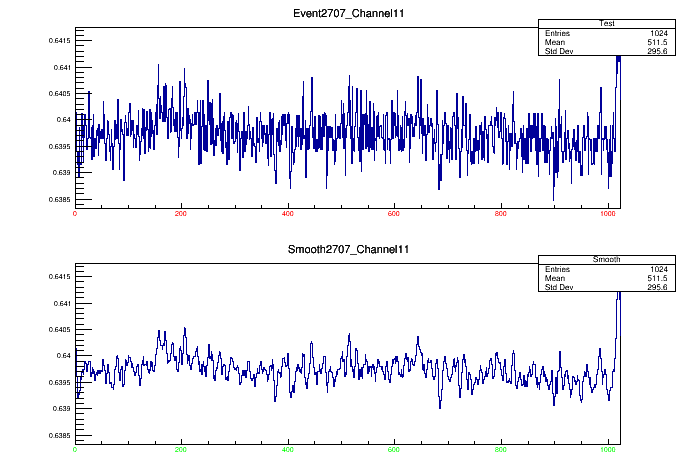 Event2707_Channel11
Test
Entries 1024
Mean 511.5
Std Dev 295.6
0.6415
0.641
0.6405
0.64
0.6395
0.639
0.6385
0 200 400 600 800 1000
Smooth2707_Channel11
Smooth
Entries 1024
Mean 511.5
Std Dev 295.6
0.6415
0.641
0.6405
0.64
0.6395
0.639
0.6385
0 200 400 600 800 1000